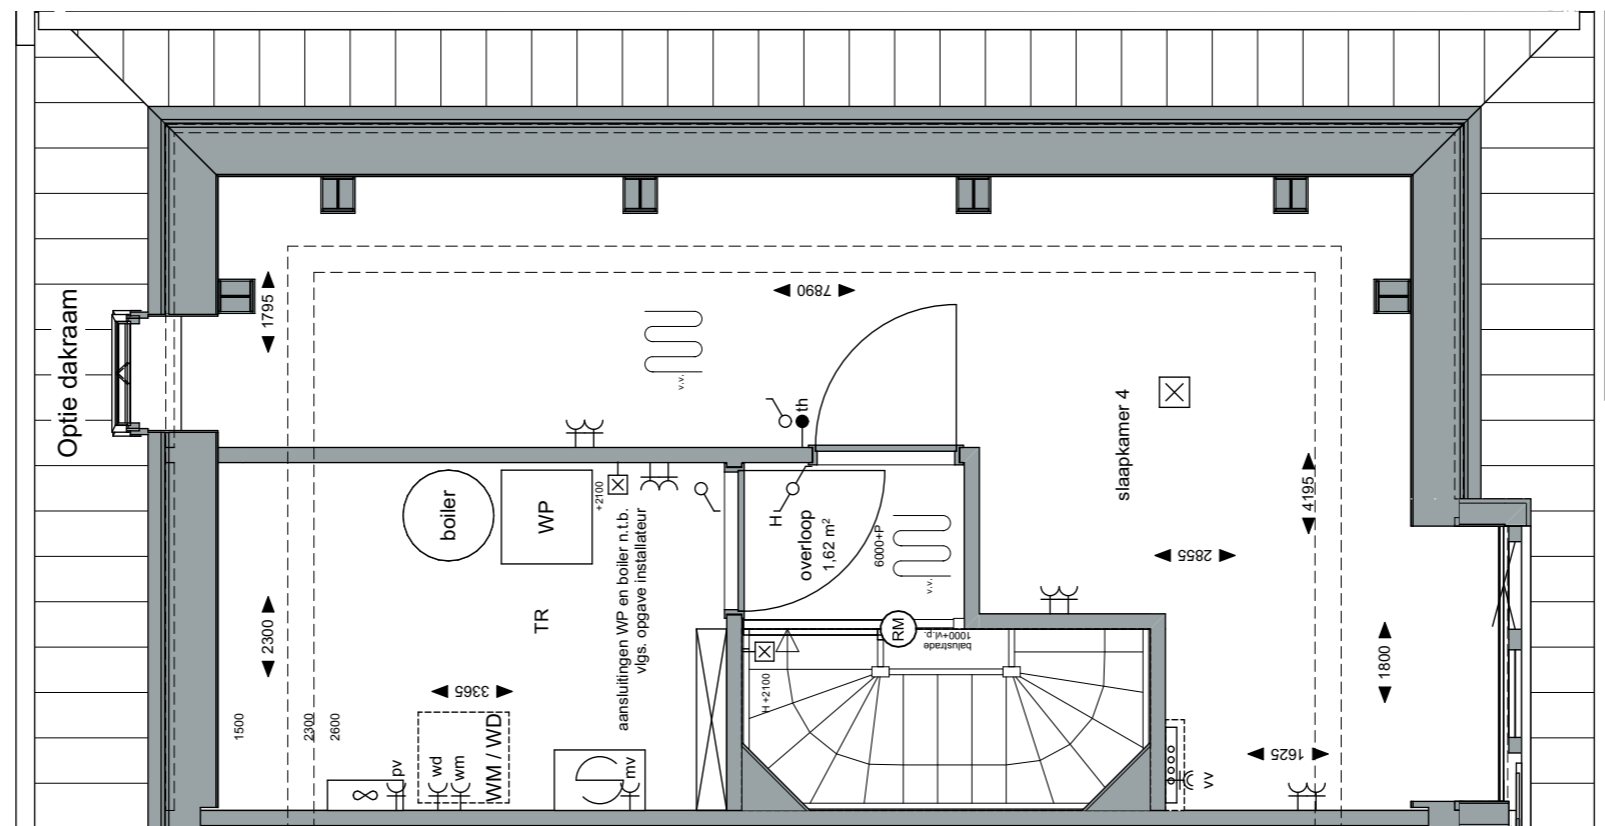 Optie dakraam
1795
7890
v.v.
th
slaapkamer 4
boiler
WP
+2100
aansluitingen WP en boiler n.t.b.
vlgs. opgave installateur
H
overloop
1,62 m²
6000+P
v.v.
4195
2855
2300
TR
RM
balustrade
1000+vl.p.
H +2100
1800
3365
1500
2300
2600
pv
wd
wm
WM / WD
mv
vv
1625